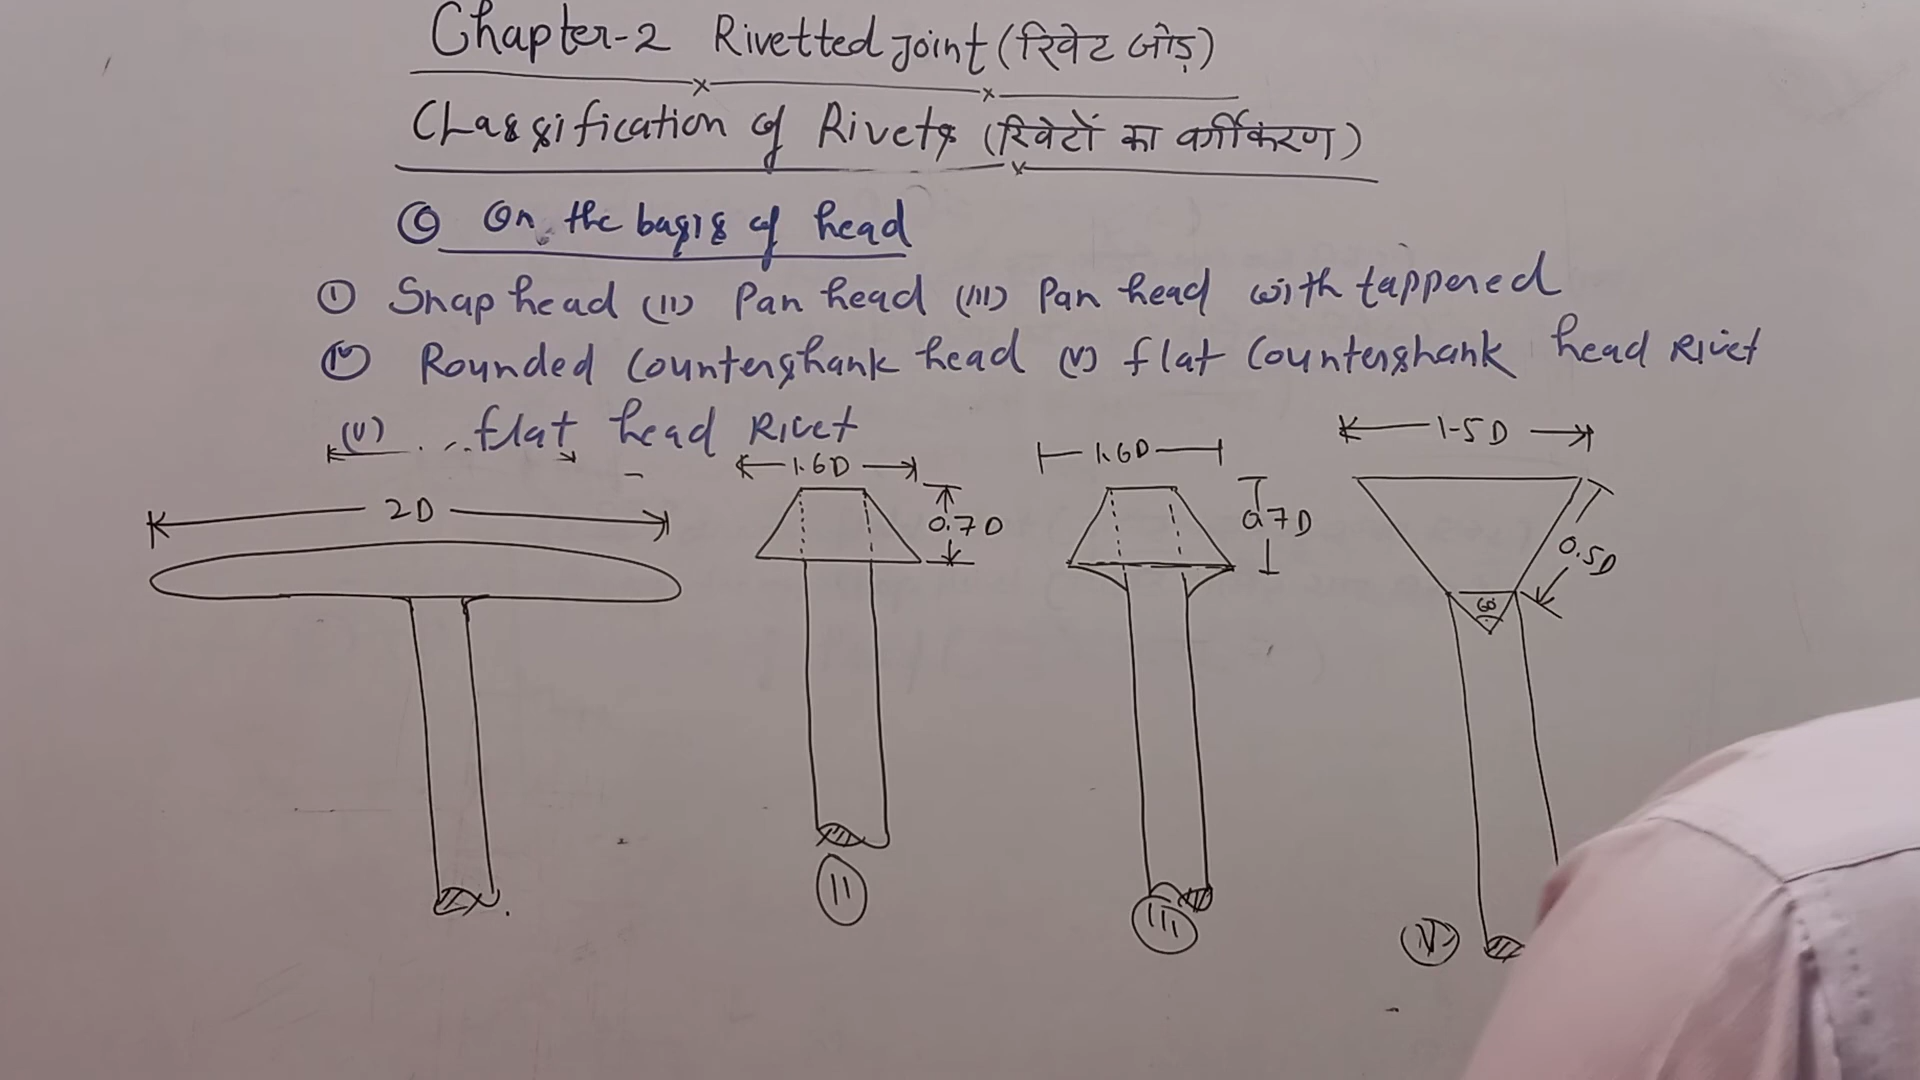 Chapter-2 Rivetted joint (रिवेट जोड़)
Classification of Rivets (रिवेटों का वर्गीकरण)
C On the basis of head
(I) Snap head (II) Pan head (III) Pan head with tappered
(IV) Rounded Countershank head (V) flat Countershank head Rivet
(V) flat head Rivet
2D
1.6D
0.7D
1.6D
0.7D
1.5D
0.5D
60°
II
III